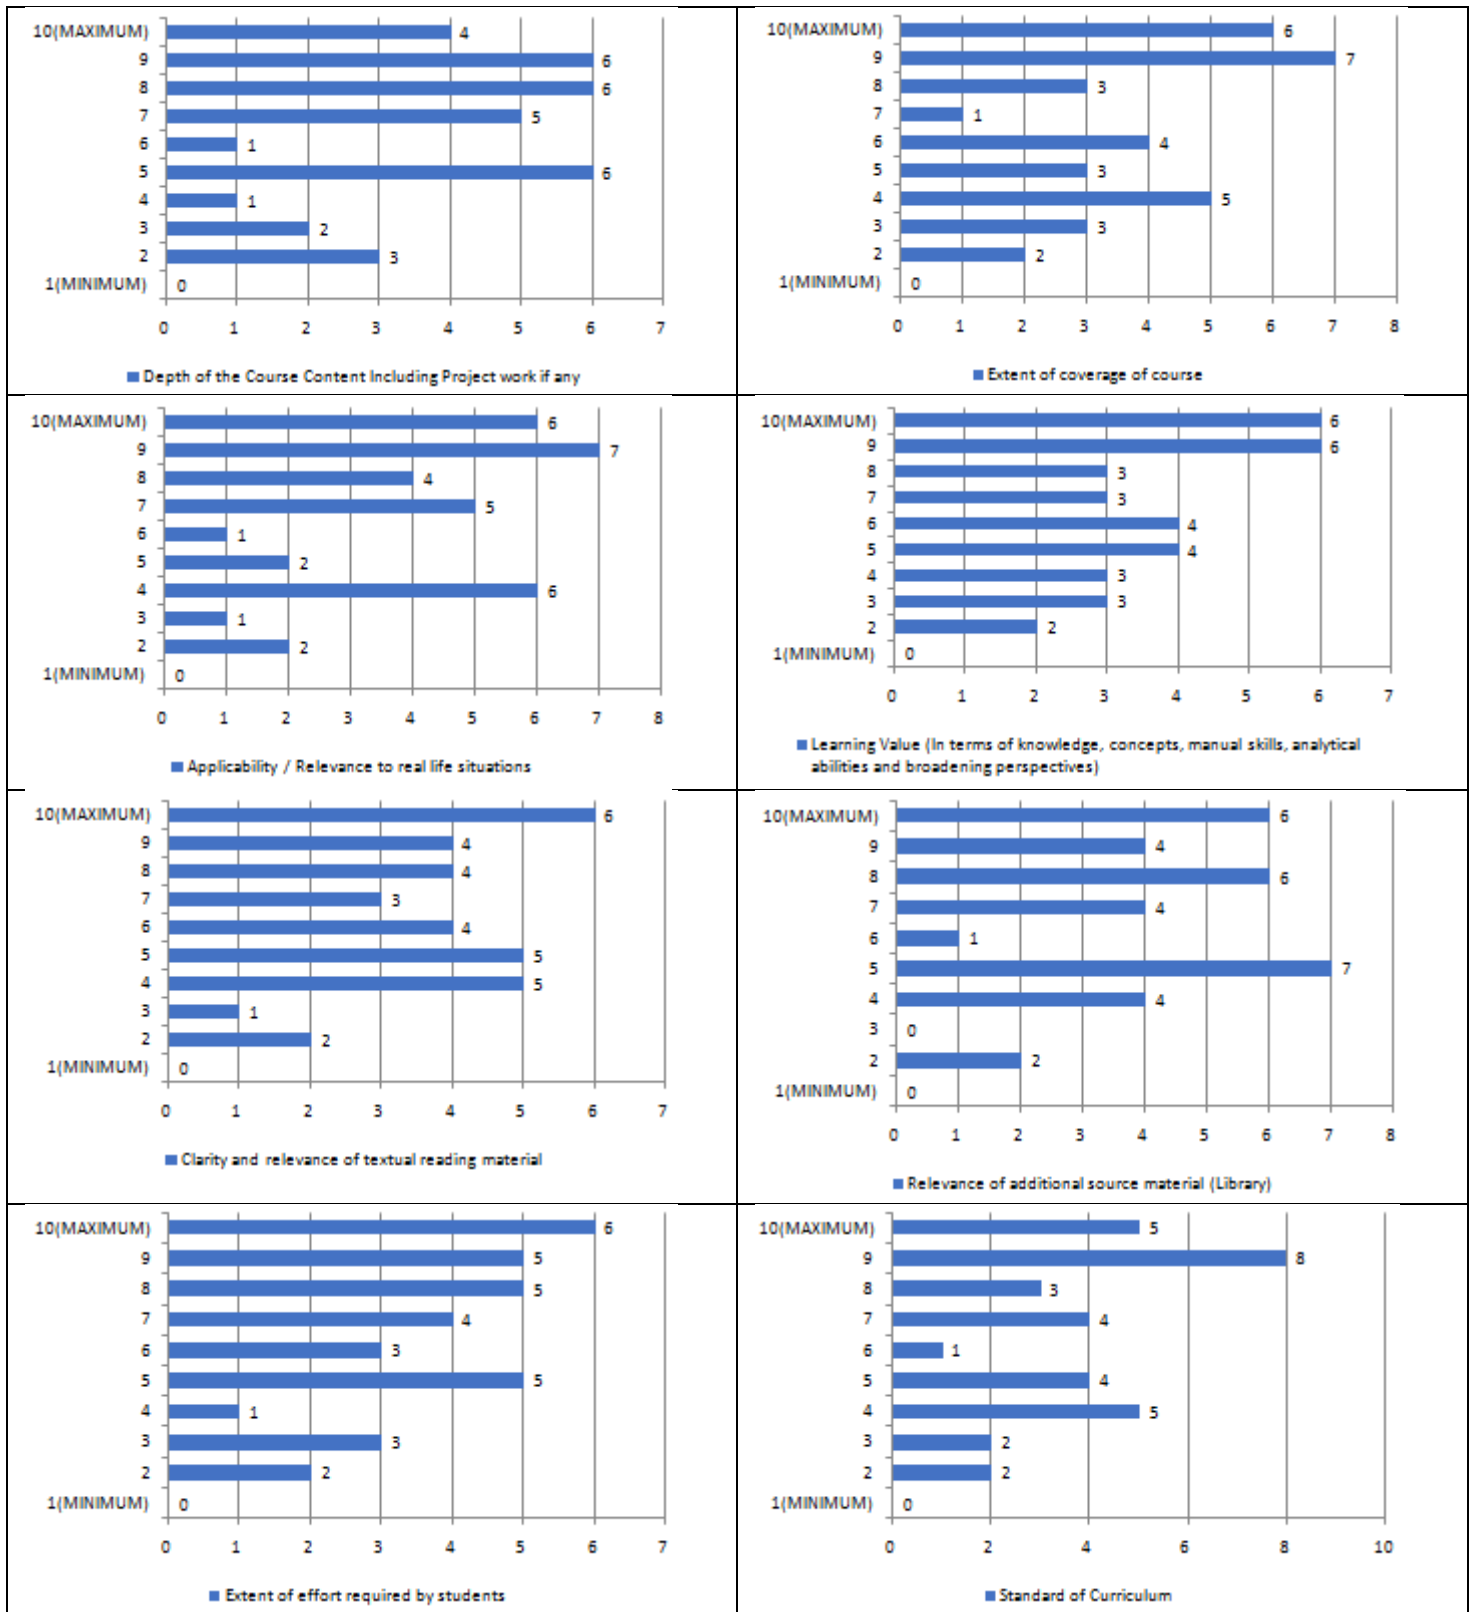 10(MAXIMUM) 4
9 6
8 6
7 5
6 1
5 6
4 1
3 2
2 3
1(MINIMUM) 0
0 1 2 3 4 5 6 7
Depth of the Course Content Including Project work if any
10(MAXIMUM) 6
9 7
8 3
7 1
6 4
5 3
4 5
3 3
2 2
1(MINIMUM) 0
0 1 2 3 4 5 6 7 8
Extent of coverage of course
10(MAXIMUM) 6
9 7
8 4
7 5
6 1
5 2
4 6
3 1
2 2
1(MINIMUM) 0
0 1 2 3 4 5 6 7 8
Applicability / Relevance to real life situations
10(MAXIMUM) 6
9 6
8 3
7 3
6 4
5 4
4 3
3 3
2 2
1(MINIMUM) 0
0 1 2 3 4 5 6 7
Learning Value (In terms of knowledge, concepts, manual skills, analytical
abilities and broadening perspectives)
10(MAXIMUM) 6
9 4
8 4
7 3
6 4
5 5
4 5
3 1
2 2
1(MINIMUM) 0
0 1 2 3 4 5 6 7
Clarity and relevance of textual reading material
10(MAXIMUM) 6
9 4
8 6
7 4
6 1
5 7
4 4
3 0
2 2
1(MINIMUM) 0
0 1 2 3 4 5 6 7 8
Relevance of additional source material (Library)
10(MAXIMUM) 6
9 5
8 5
7 4
6 3
5 5
4 1
3 3
2 2
1(MINIMUM) 0
0 1 2 3 4 5 6 7
Extent of effort required by students
10(MAXIMUM) 5
9 8
8 3
7 4
6 1
5 4
4 5
3 2
2 2
1(MINIMUM) 0
0 2 4 6 8 10
Standard of Curriculum